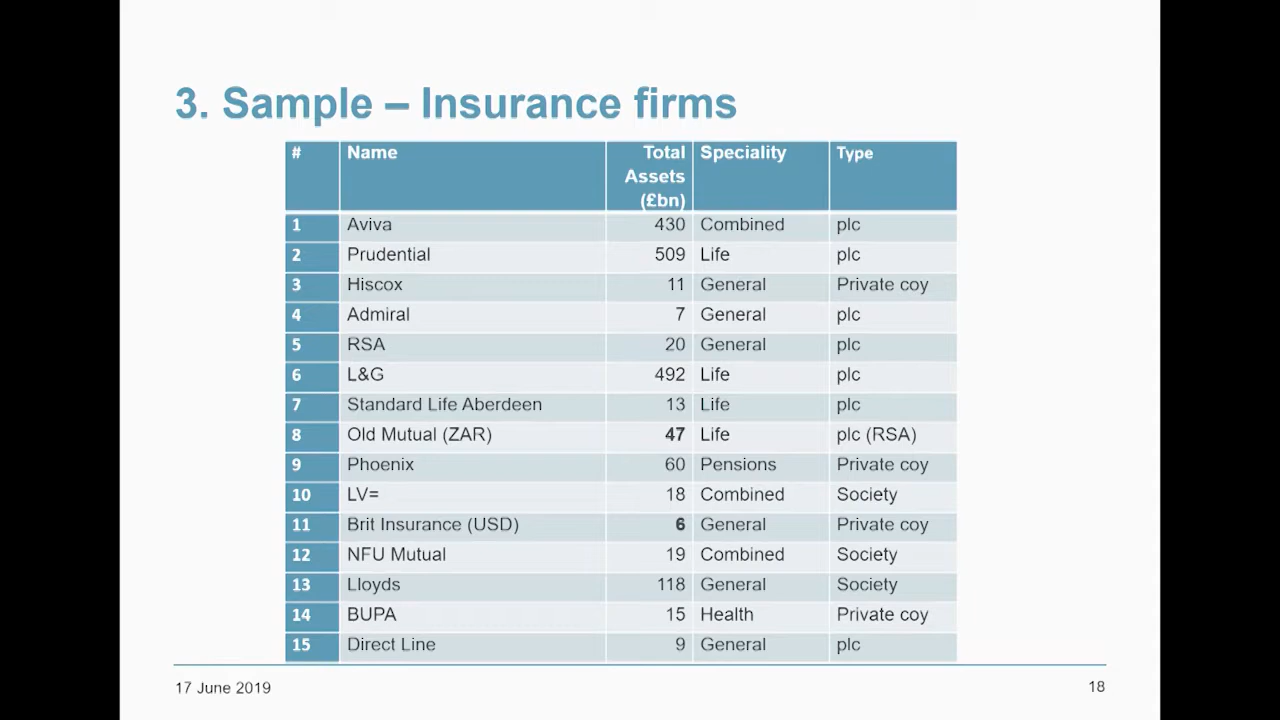 3. Sample – Insurance firms
# Name Total Assets (£bn) Speciality Type
1 Aviva 430 Combined plc
2 Prudential 509 Life plc
3 Hiscox 11 General Private coy
4 Admiral 7 General plc
5 RSA 20 General plc
6 L&G 492 Life plc
7 Standard Life Aberdeen 13 Life plc
8 Old Mutual (ZAR) 47 Life plc (RSA)
9 Phoenix 60 Pensions Private coy
10 LV= 18 Combined Society
11 Brit Insurance (USD) 6 General Private coy
12 NFU Mutual 19 Combined Society
13 Lloyds 118 General Society
14 BUPA 15 Health Private coy
15 Direct Line 9 General plc
17 June 2019 18